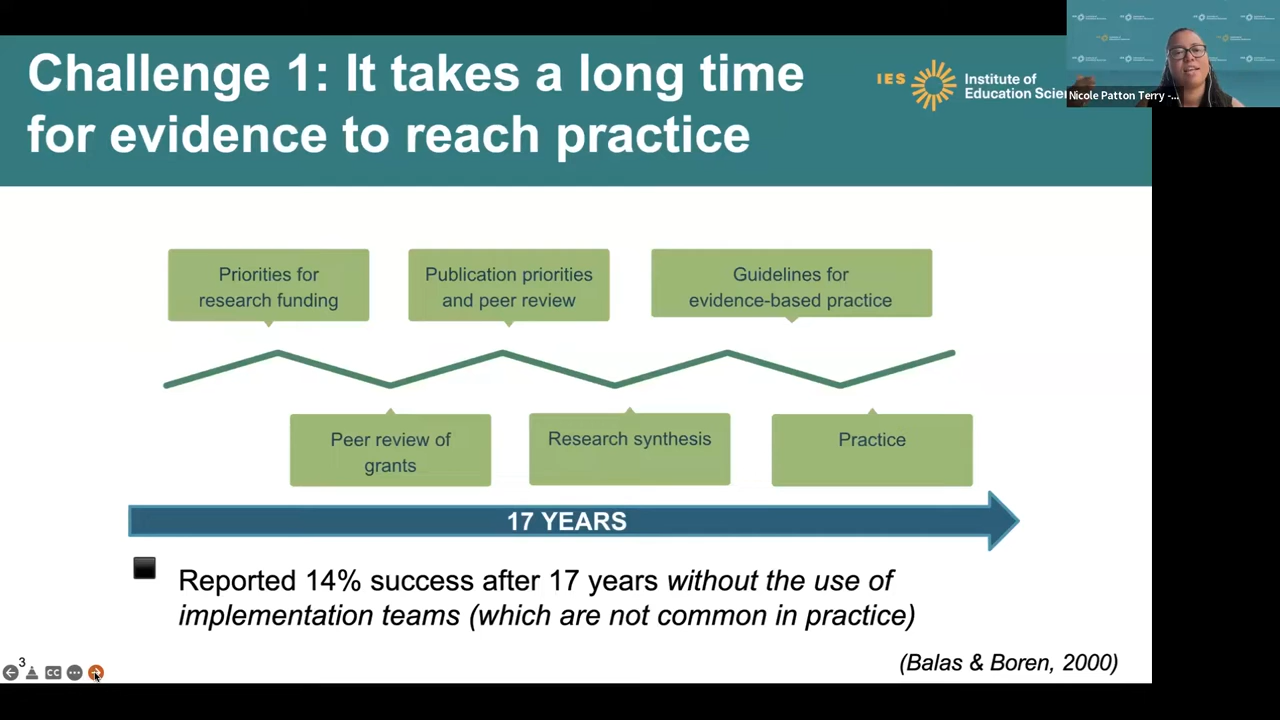 Challenge 1: It takes a long time
for evidence to reach practice
IES
Institute of
Education Scien
Nicole Patton Terry -...
Priorities for
research funding
Publication priorities
and peer review
Guidelines for
evidence-based practice
Peer review of
grants
Research synthesis
Practice
17 YEARS
Reported 14% success after 17 years without the use of
implementation teams (which are not common in practice)
(Balas & Boren, 2000)
3
CC